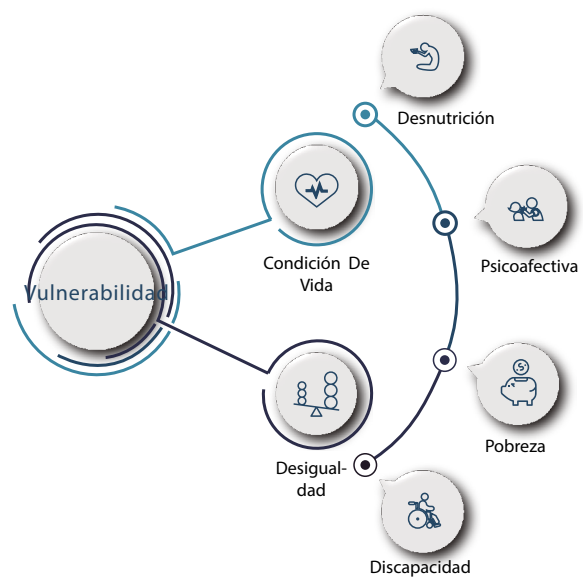 Desnutrición
Psicoafectiva
Condición De
Vida
Vulnerabilidad
Pobreza
Desigual-
dad
Discapacidad